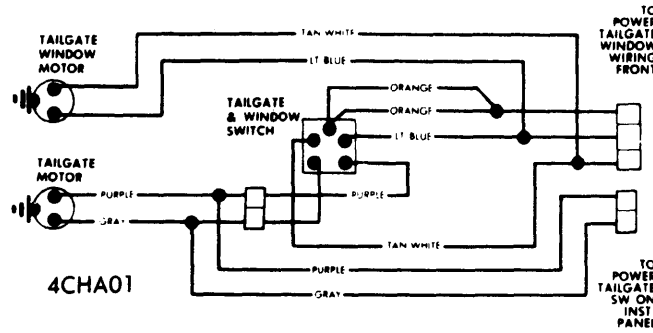 TO
POWER
TAILGATE
WINDOW
WIRING
FRONT
TAILGATE
WINDOW
MOTOR
TAN WHITE
LT BLUE
ORANGE
ORANGE
TAILGATE
& WINDOW
SWITCH
LT BLUE
TAILGATE
MOTOR
PURPLE
PURPLE
GRAY
TAN WHITE
PURPLE
GRAY
4CHA01
TO
POWER
TAILGATE
SW ON
INST
PANEL